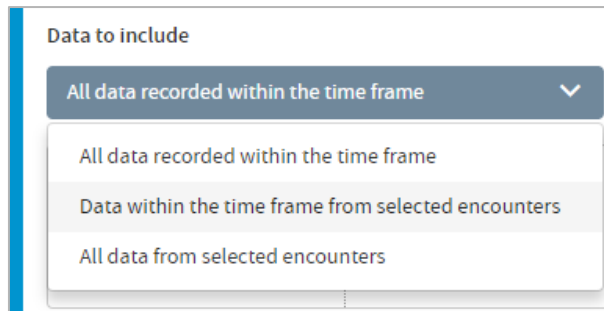 Data to include
All data recorded within the time frame
All data recorded within the time frame
Data within the time frame from selected encounters
All data from selected encounters